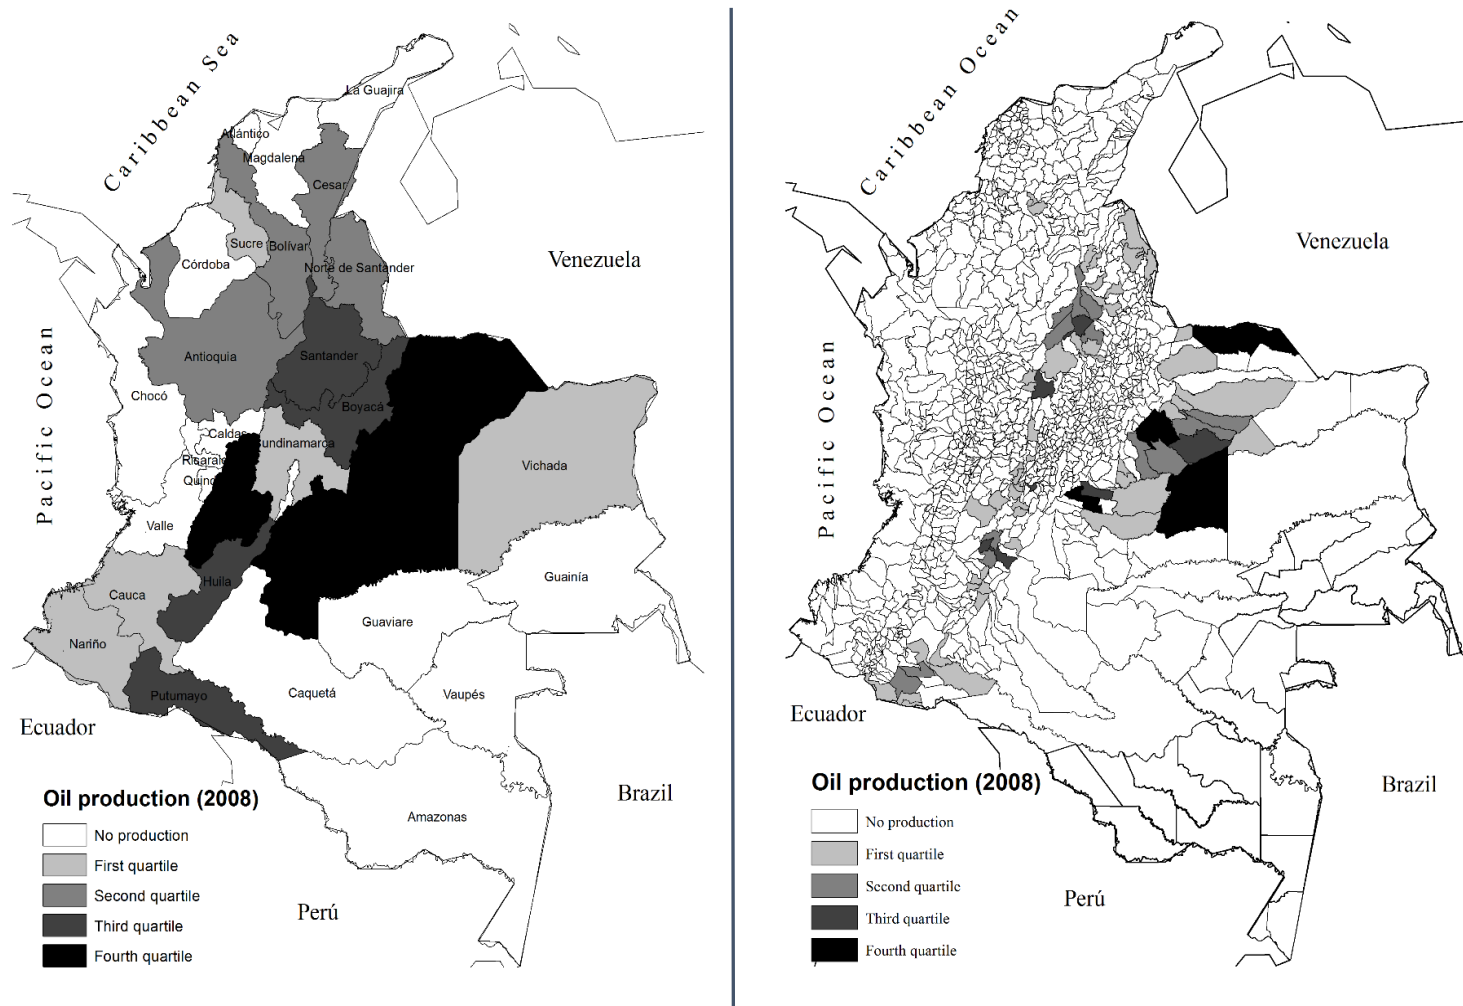 Caribbean Sea
La Guajira
Atlántico
Magdalena
Cesar
Sucre
Bolívar
Córdoba
Norte de Santander
Venezuela
Antioquia
Santander
Chocó
Boyacá
Caldas
Cundinamarca
Risaralda
Quindío
Vichada
Pacific Ocean
Valle
Huila
Guainía
Cauca
Nariño
Guaviare
Putumayo
Caquetá
Vaupés
Ecuador
Brazil
Amazonas
Perú
Oil production (2008)
No production
First quartile
Second quartile
Third quartile
Fourth quartile
Caribbean Ocean
Venezuela
Pacific Ocean
Ecuador
Brazil
Perú
Oil production (2008)
No production
First quartile
Second quartile
Third quartile
Fourth quartile